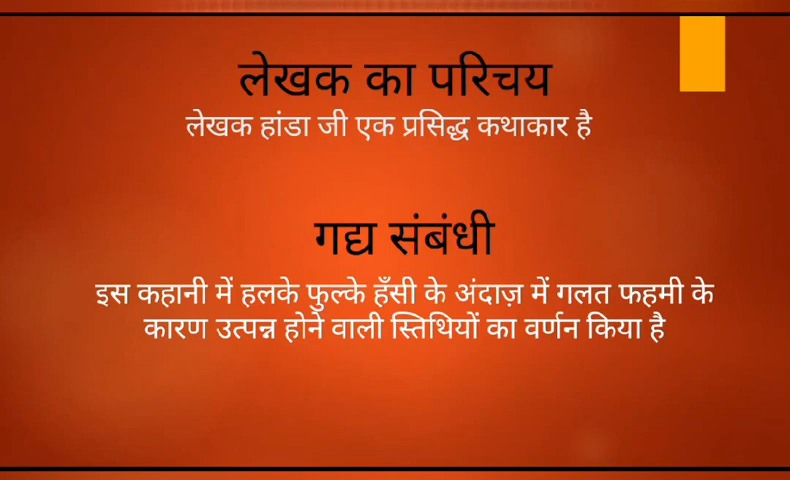 लेखक का परिचय
लेखक हांडा जी एक प्रसिद्ध कथाकार है
गद्य संबंधी
इस कहानी में हलके फुल्के हँसी के अंदाज़ में गलत फहमी के
कारण उत्पन्न होने वाली स्तिथियों का वर्णन किया है